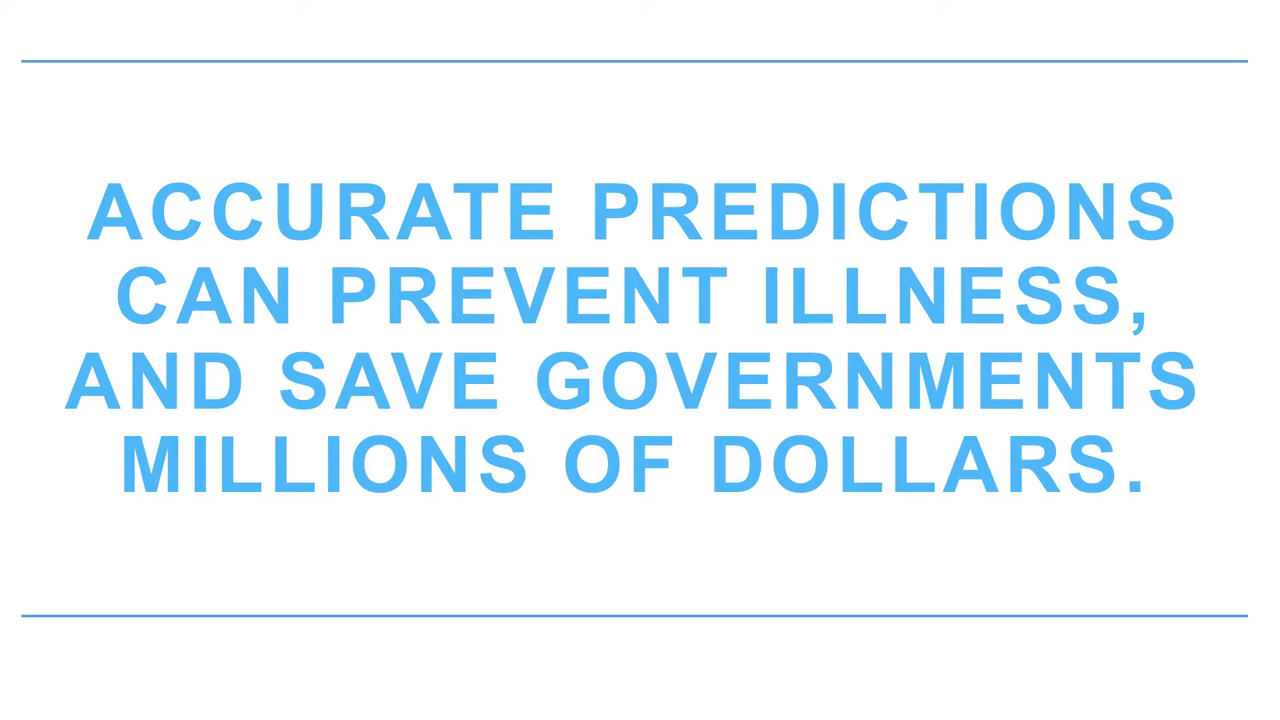 ACCURATE PREDICTIONS
CAN PREVENT ILLNESS,
AND SAVE GOVERNMENTS
MILLIONS OF DOLLARS.